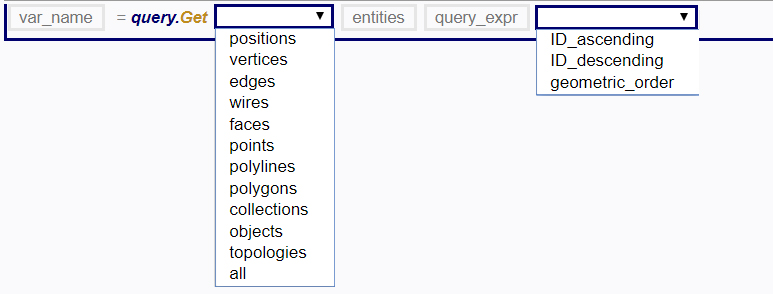 var_name = query.Get ▼ entities query_expr ▼
positions
vertices
edges
wires
faces
points
polylines
polygons
collections
objects
topologies
all
ID_ascending
ID_descending
geometric_order